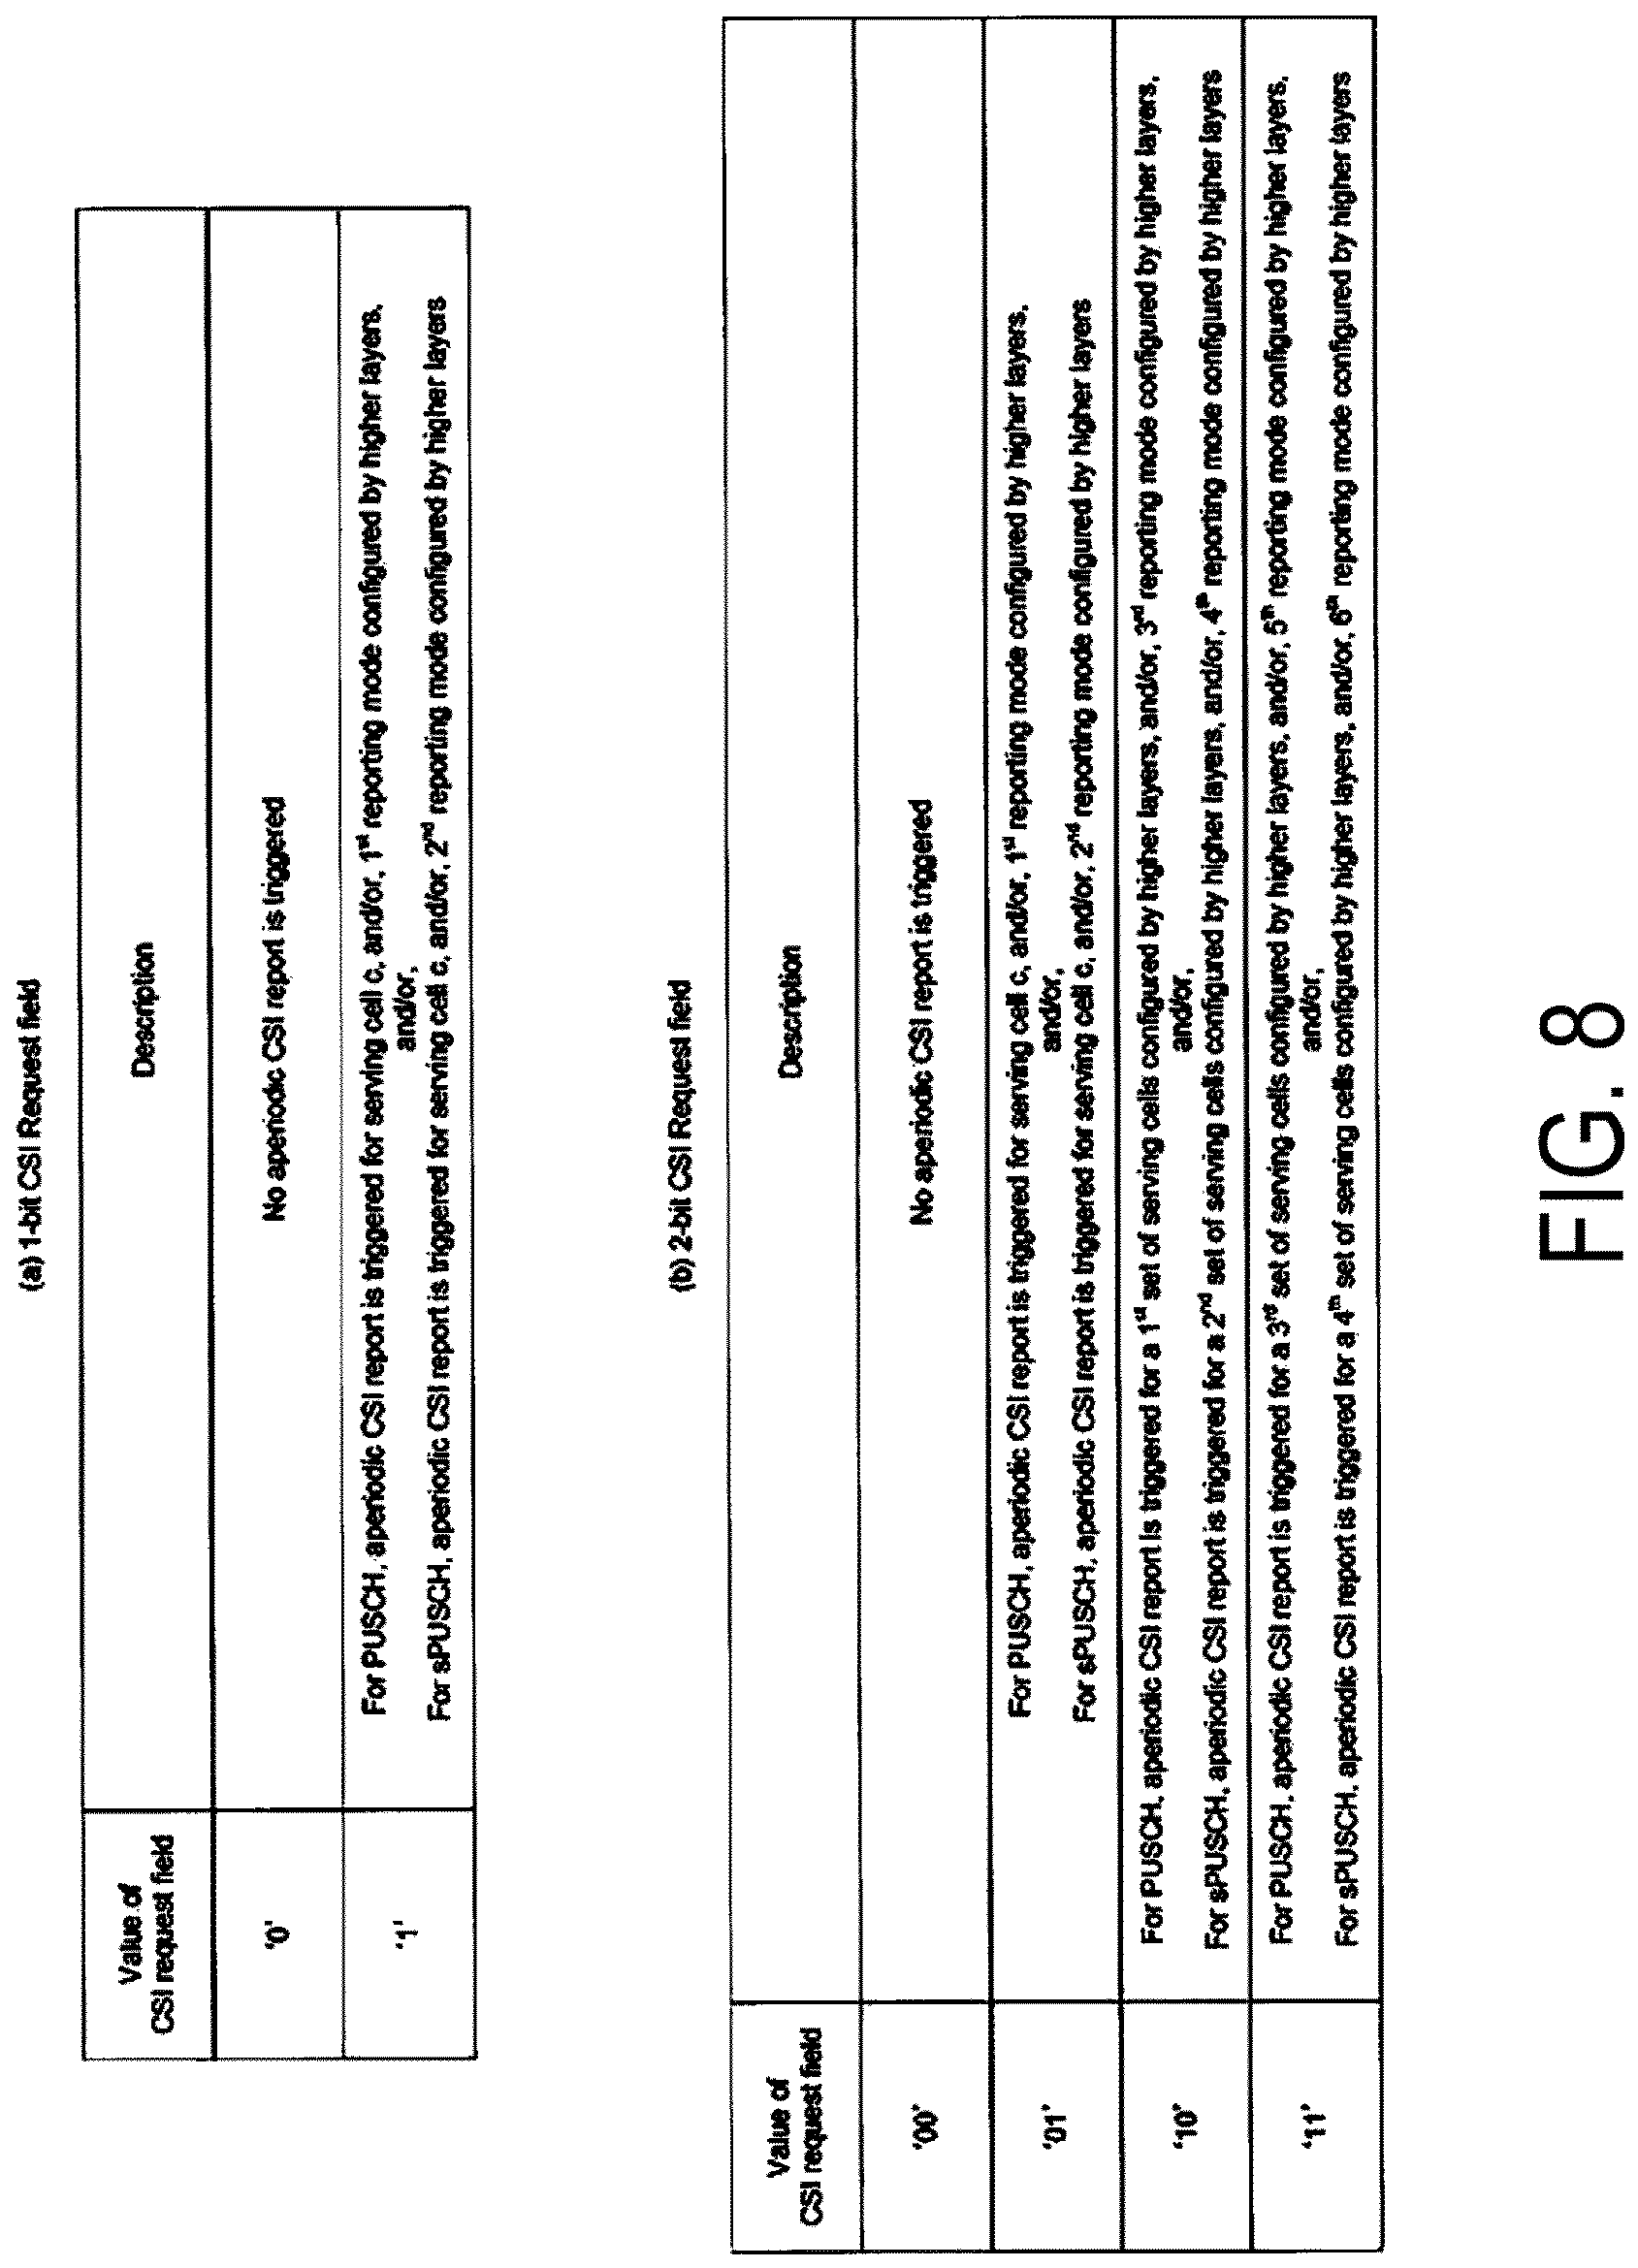 (a) 1-bit CSI Request field
Value of
CSI request field
Description
'0'
No aperiodic CSI report is triggered
'1'
For PUSCH, aperiodic CSI report is triggered for serving cell c, and/or, 1st reporting mode configured by higher layers,
and/or,
For sPUSCH, aperiodic CSI report is triggered for serving cell c, and/or, 2nd reporting mode configured by higher layers
(b) 2-bit CSI Request field
Value of
CSI request field
Description
'00'
No aperiodic CSI report is triggered
'01'
For PUSCH, aperiodic CSI report is triggered for serving cell c, and/or, 1st reporting mode configured by higher layers,
and/or,
For sPUSCH, aperiodic CSI report is triggered for serving cell c, and/or, 2nd reporting mode configured by higher layers
'10'
For PUSCH, aperiodic CSI report is triggered for a 1st set of serving cells configured by higher layers, and/or, 3rd reporting mode configured by higher layers,
and/or,
For sPUSCH, aperiodic CSI report is triggered for a 2nd set of serving cells configured by higher layers, and/or, 4th reporting mode configured by higher layers
'11'
For PUSCH, aperiodic CSI report is triggered for a 3rd set of serving cells configured by higher layers, and/or, 5th reporting mode configured by higher layers,
and/or,
For sPUSCH, aperiodic CSI report is triggered for a 4th set of serving cells configured by higher layers, and/or, 6th reporting mode configured by higher layers
FIG. 8